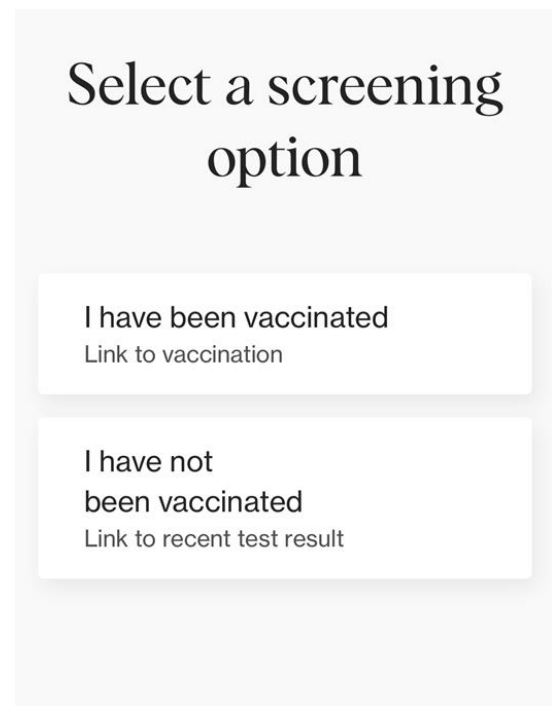 Select a screening
option
I have been vaccinated
Link to vaccination
I have not
been vaccinated
Link to recent test result